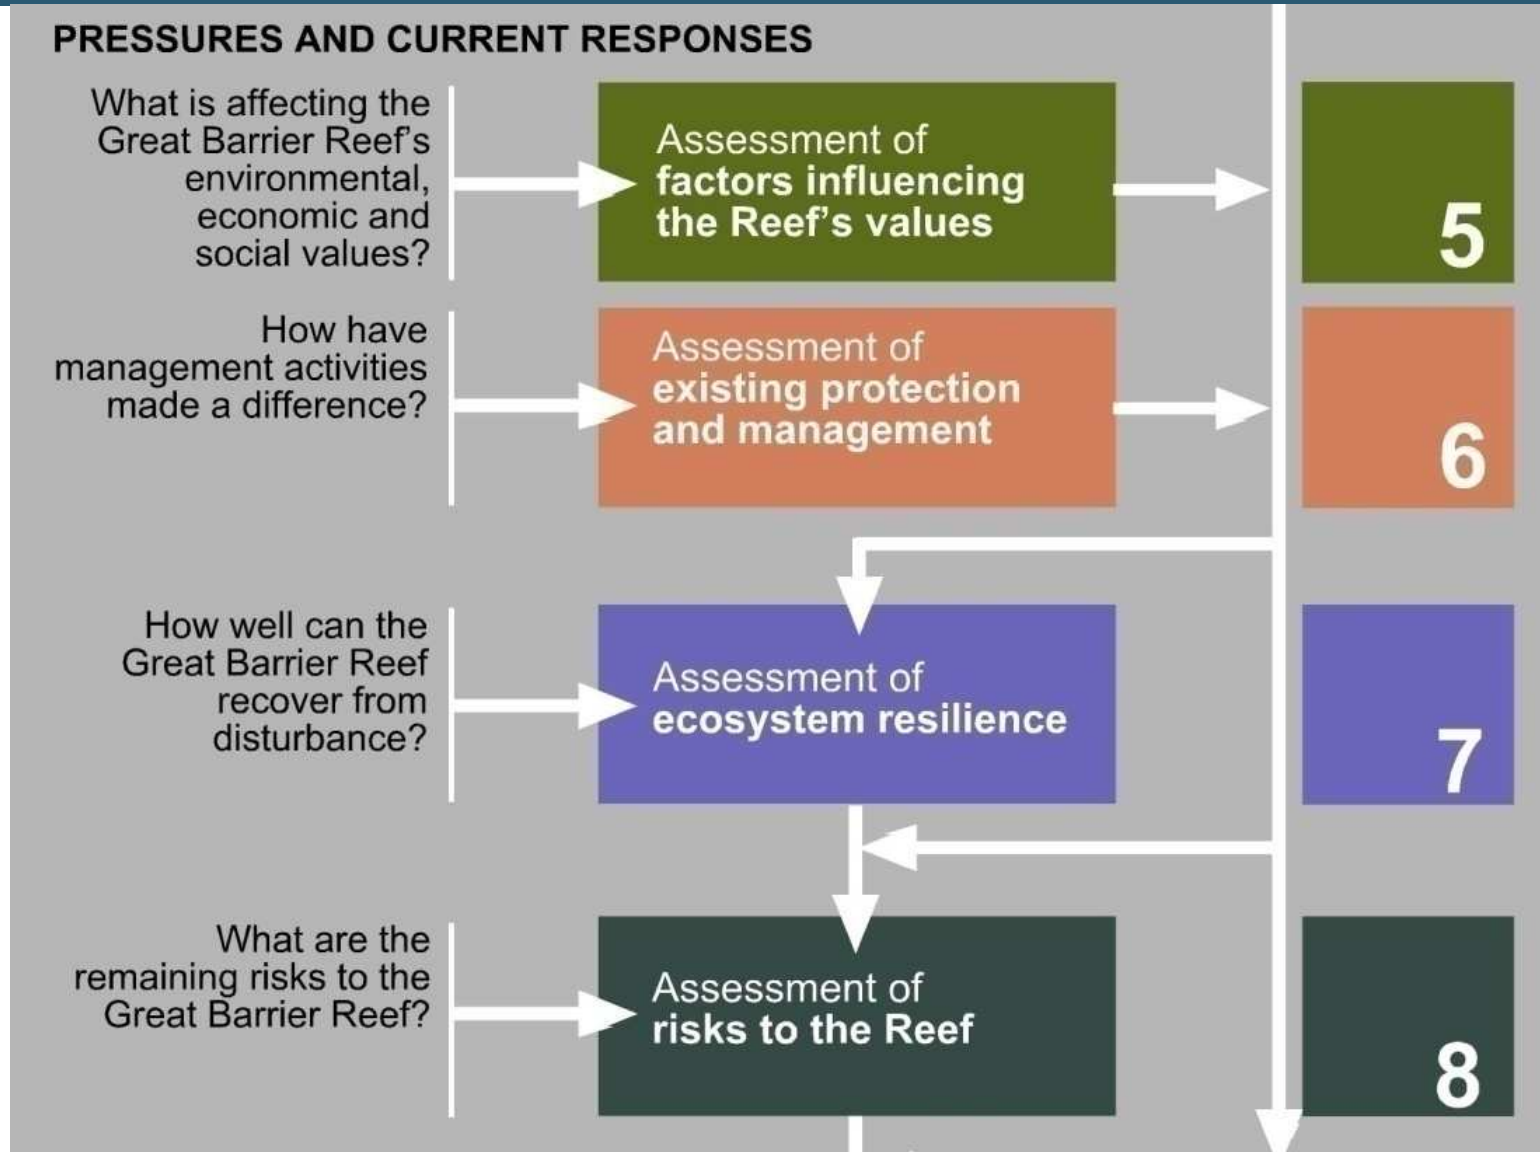 PRESSURES AND CURRENT RESPONSES
What is affecting the
Great Barrier Reef’s
environmental,
economic and
social values?
Assessment of
factors influencing
the Reef’s values
5
How have
management activities
made a difference?
Assessment of
existing protection
and management
6
How well can the
Great Barrier Reef
recover from
disturbance?
Assessment of
ecosystem resilience
7
What are the
remaining risks to the
Great Barrier Reef?
Assessment of
risks to the Reef
8